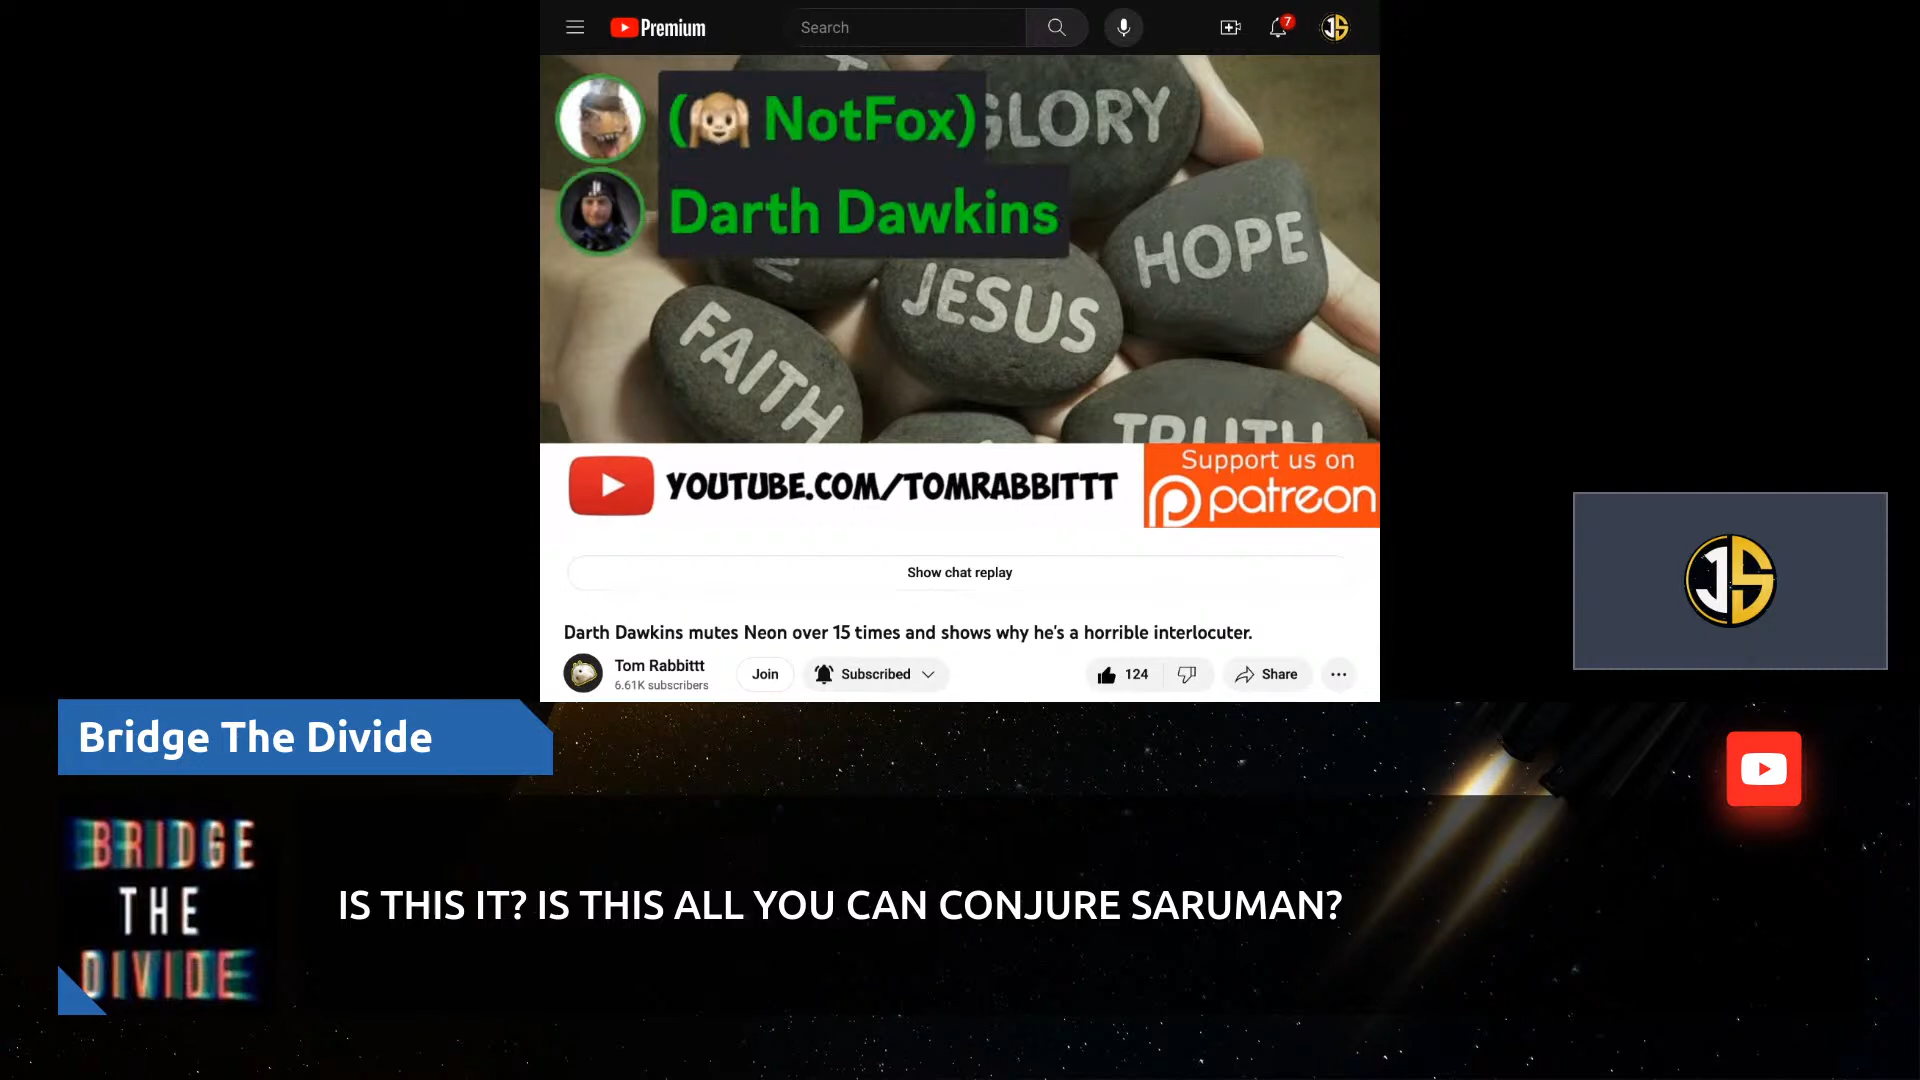 Premium
Search
7
JS
(🙉 NotFox)
GLORY
Darth Dawkins
HOPE
JESUS
FAITH
TRUTH
YOUTUBE.COM/TOMRABBITTT
Support us on
patreon
Show chat replay
JS
Darth Dawkins mutes Neon over 15 times and shows why he's a horrible interlocuter.
Tom Rabbittt
6.61K subscribers
Join
Subscribed
124
Share
Bridge The Divide
BRIDGE
THE
DIVIDE
IS THIS IT? IS THIS ALL YOU CAN CONJURE SARUMAN?